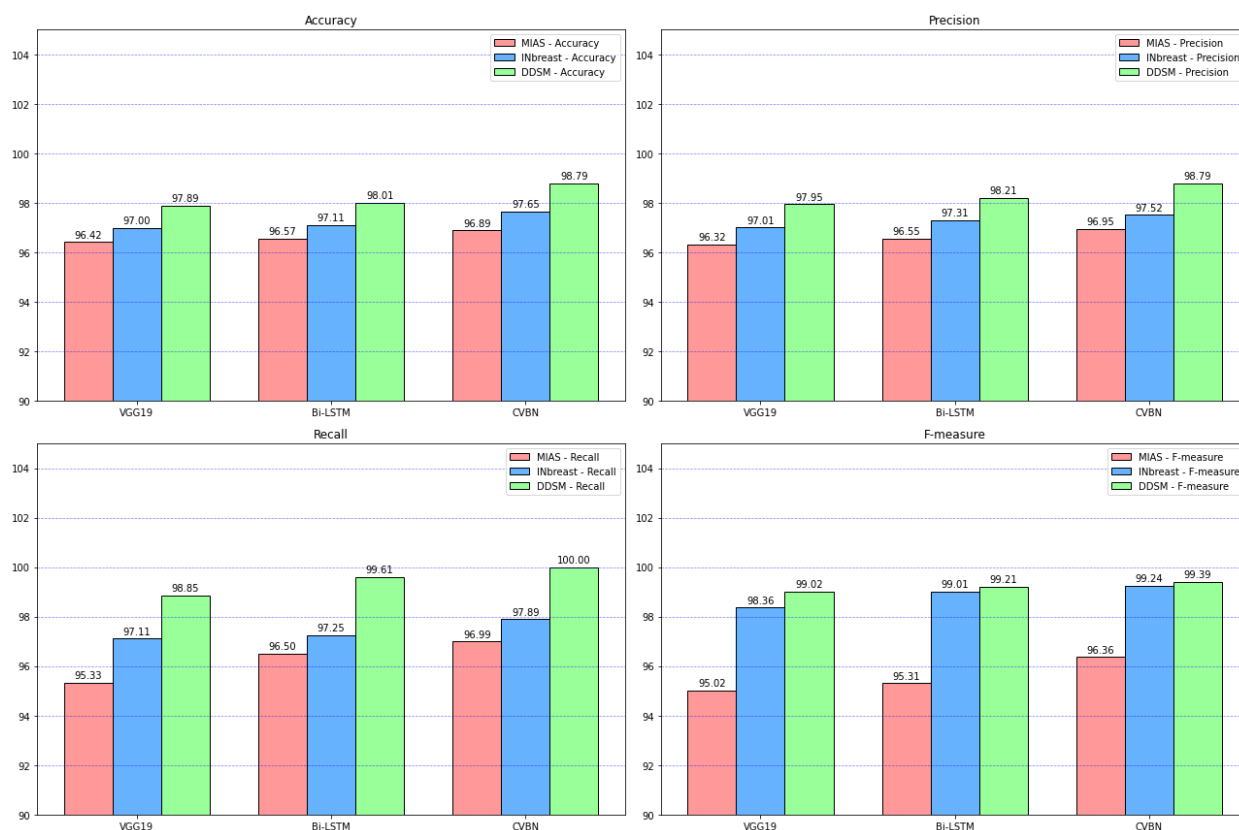 Accuracy
MIAS - Accuracy
INbreast - Accuracy
DDSM - Accuracy
104
102
100
98
96
94
92
90
96.42
97.00
97.89
96.57
97.11
98.01
96.89
97.65
98.79
VGG19
Bi-LSTM
CVBN
Precision
MIAS - Precision
INbreast - Precision
DDSM - Precision
104
102
100
98
96
94
92
90
96.32
97.01
97.95
96.55
97.31
98.21
96.95
97.52
98.79
VGG19
Bi-LSTM
CVBN
Recall
MIAS - Recall
INbreast - Recall
DDSM - Recall
104
102
100
98
96
94
92
90
95.33
97.11
98.85
96.50
97.25
99.61
96.99
97.89
100.00
VGG19
Bi-LSTM
CVBN
F-measure
MIAS - F-measure
INbreast - F-measure
DDSM - F-measure
104
102
100
98
96
94
92
90
95.02
98.36
99.02
95.31
99.01
99.21
96.36
99.24
99.39
VGG19
Bi-LSTM
CVBN